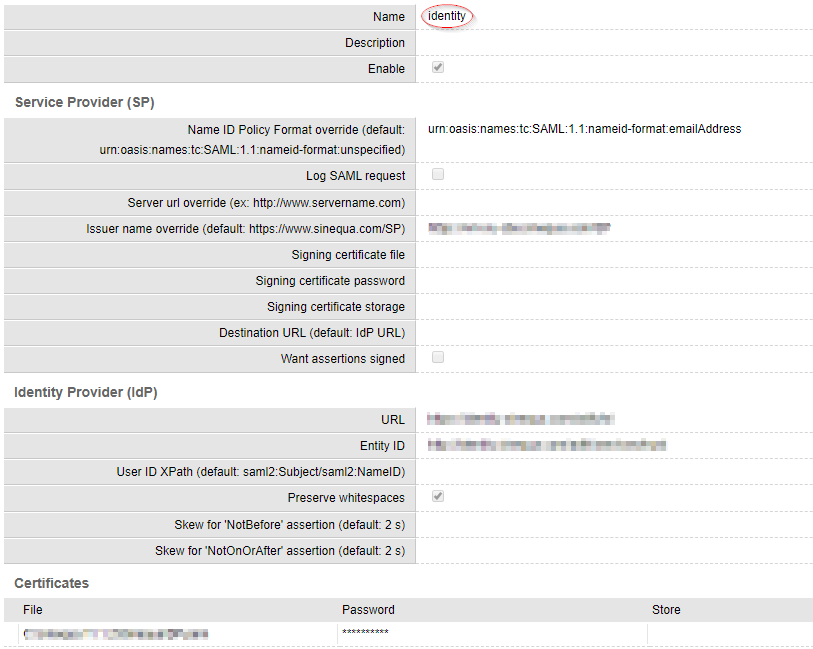 Name identity
Description
Enable
Service Provider (SP)
Name ID Policy Format override (default: urn:oasis:names:tc:SAML:1.1:nameid-format:emailAddress
urn:oasis:names:tc:SAML:1.1:nameid-format:unspecified)
Log SAML request
Server url override (ex: http://www.servername.com)
Issuer name override (default: https://www.sinequa.com/SP)
Signing certificate file
Signing certificate password
Signing certificate storage
Destination URL (default: IdP URL)
Want assertions signed
Identity Provider (IdP)
URL
Entity ID
User ID XPath (default: saml2:Subject/saml2:NameID)
Preserve whitespaces
Skew for 'NotBefore' assertion (default: 2 s)
Skew for 'NotOnOrAfter' assertion (default: 2 s)
Certificates
File Password Store
**********